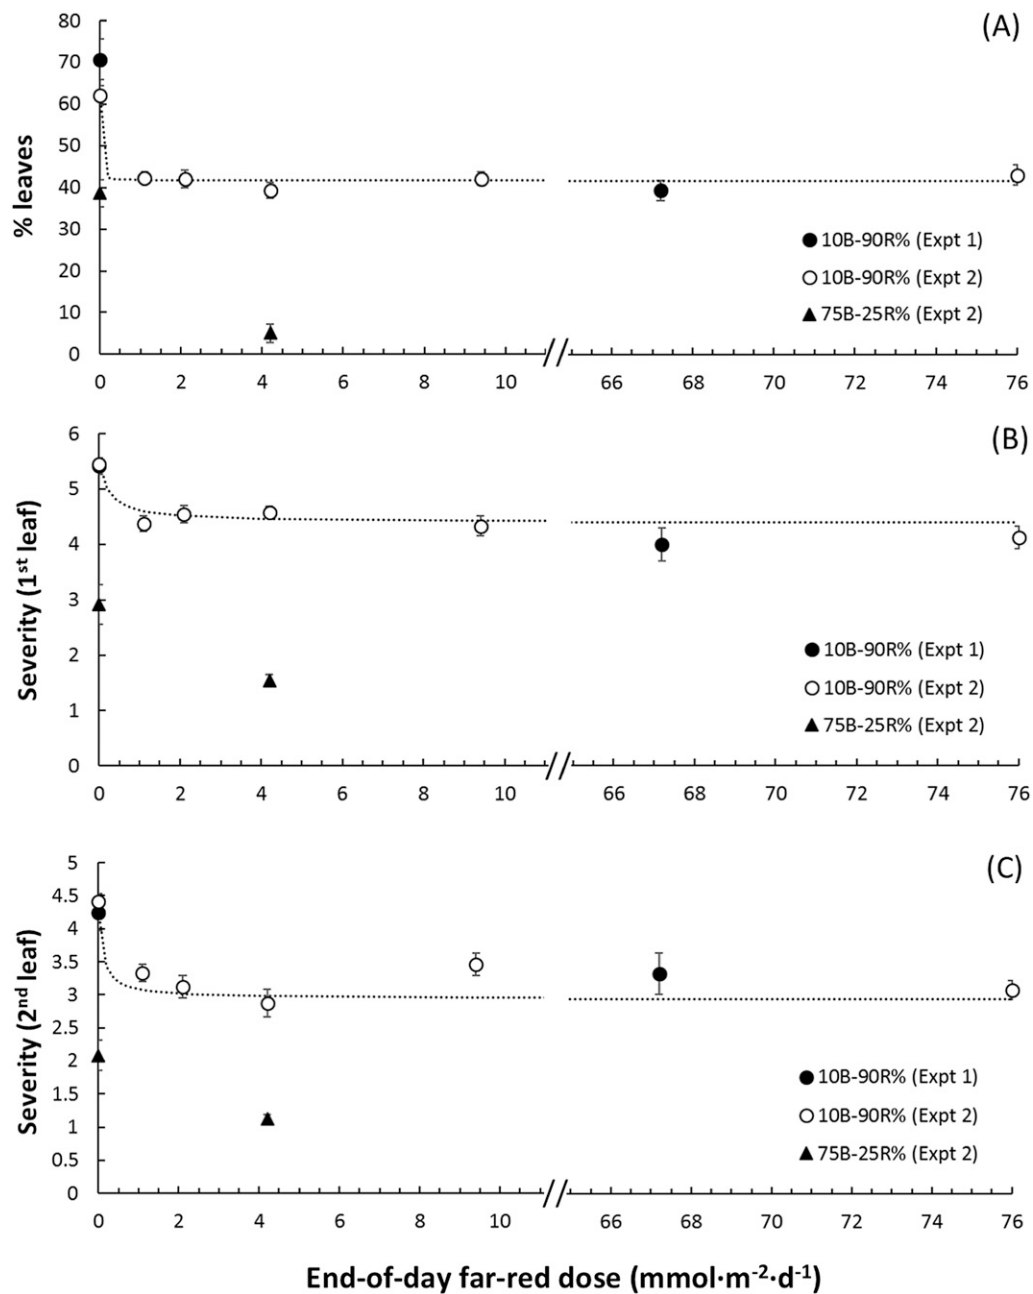 (A)
% leaves
80
70
60
50
40
30
20
10
0
● 10B-90R% (Expt 1)
○ 10B-90R% (Expt 2)
▲ 75B-25R% (Expt 2)
0 2 4 6 8 10 // 66 68 70 72 74 76
(B)
Severity (1st leaf)
6
5
4
3
2
1
0
● 10B-90R% (Expt 1)
○ 10B-90R% (Expt 2)
▲ 75B-25R% (Expt 2)
0 2 4 6 8 10 // 66 68 70 72 74 76
(C)
Severity (2nd leaf)
5
4.5
4
3.5
3
2.5
2
1.5
1
0.5
0
● 10B-90R% (Expt 1)
○ 10B-90R% (Expt 2)
▲ 75B-25R% (Expt 2)
0 2 4 6 8 10 // 66 68 70 72 74 76
End-of-day far-red dose (mmol·m⁻²·d⁻¹)